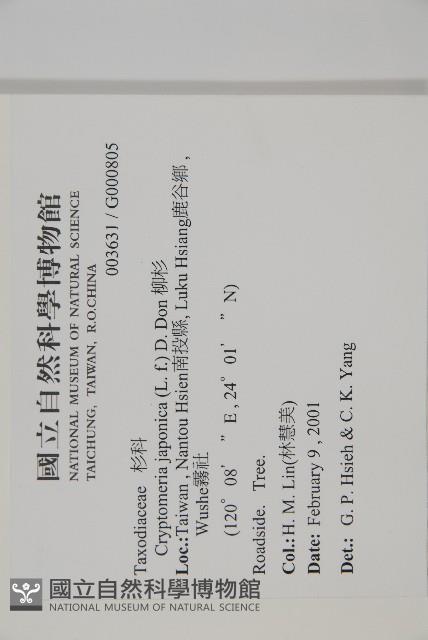 國立自然科學博物館
NATIONAL MUSEUM OF NATURAL SCIENCE
TAICHUNG, TAIWAN, R.O.CHINA
003631 / G000805
Taxodiaceae 杉科
Cryptomeria japonica (L. f.) D. Don 柳杉
Loc.:Taiwan , Nantou Hsien南投縣, Luku Hsiang鹿谷鄉 ,
Wushe霧社
(120° 08' " E , 24° 01' " N)
Roadside. Tree.
Col.: H. M. Lin(林慧美)
Date: February 9 , 2001
Det.: G. P. Hsieh & C. K. Yang
國立自然科學博物館
NATIONAL MUSEUM OF NATURAL SCIENCE